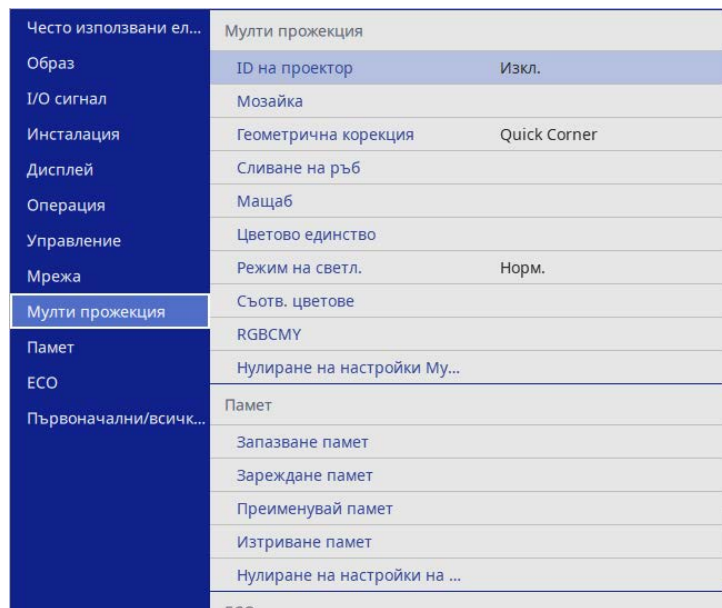 Често използвани ел...
Образ
I/O сигнал
Инсталация
Дисплей
Операция
Управление
Мрежа
Мулти прожекция
Памет
ECO
Първоначални/всичк...
Мулти прожекция
ID на проектор Изкл.
Мозайка
Геометрична корекция Quick Corner
Сливане на ръб
Мащаб
Цветово единство
Режим на светл. Норм.
Съотв. цветове
RGBCMY
Нулиране на настройки Му...
Памет
Запазване памет
Зареждане памет
Преименувай памет
Изтриване памет
Нулиране на настройки на ...